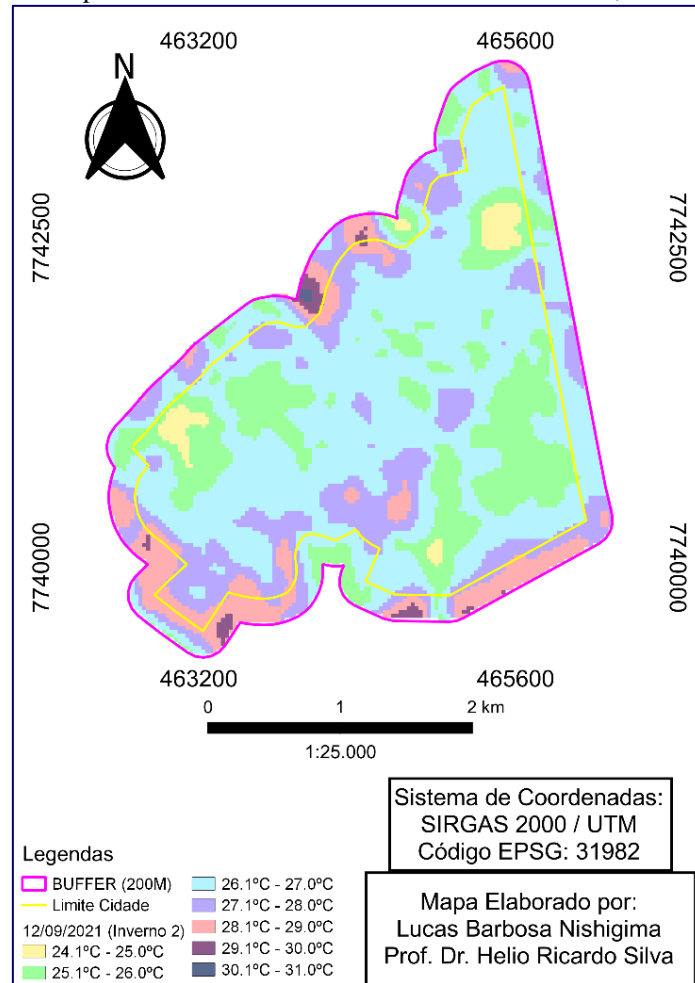 463200 465600
N
7742500 7742500
7740000 7740000
463200 465600
0 1 2 km
1:25.000
Sistema de Coordenadas:
SIRGAS 2000 / UTM
Código EPSG: 31982
Legendas
BUFFER (200M)
Limite Cidade
12/09/2021 (Inverno 2)
24.1ºC - 25.0ºC
25.1ºC - 26.0ºC
26.1ºC - 27.0ºC
27.1ºC - 28.0ºC
28.1ºC - 29.0ºC
29.1ºC - 30.0ºC
30.1ºC - 31.0ºC
Mapa Elaborado por:
Lucas Barbosa Nishigima
Prof. Dr. Helio Ricardo Silva